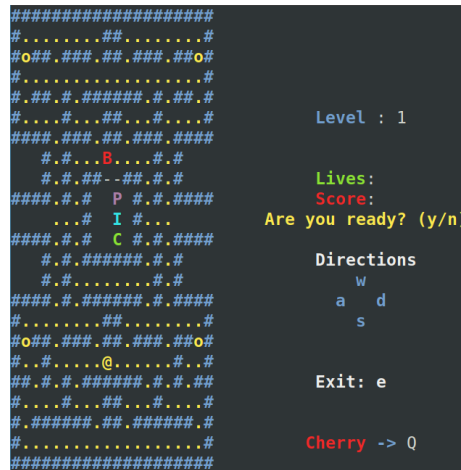 ####################
#........##........#
#o##.###.##.###.##o#
#..................#
#.##.#.######.#.##.#
#....#...##...#....#    Level : 1
####.###.##.###.####
#.#...B....#.#
#.#.##--##.#.#    Lives:
####.#.#  P #.#.####    Score:
...#  I #...    Are you ready? (y/n)
####.#.#  C #.#.####
#.#.######.#.#    Directions
#.#........#.#    w
####.#.######.#.####    a   d
#........##........#    s
#o##.###.##.###.##o#
#..#.....@......#..#
##.#.#.######.#.#.##    Exit: e
#....#...##...#....#
#.######.##.######.#
#..................#    Cherry -> Q
####################